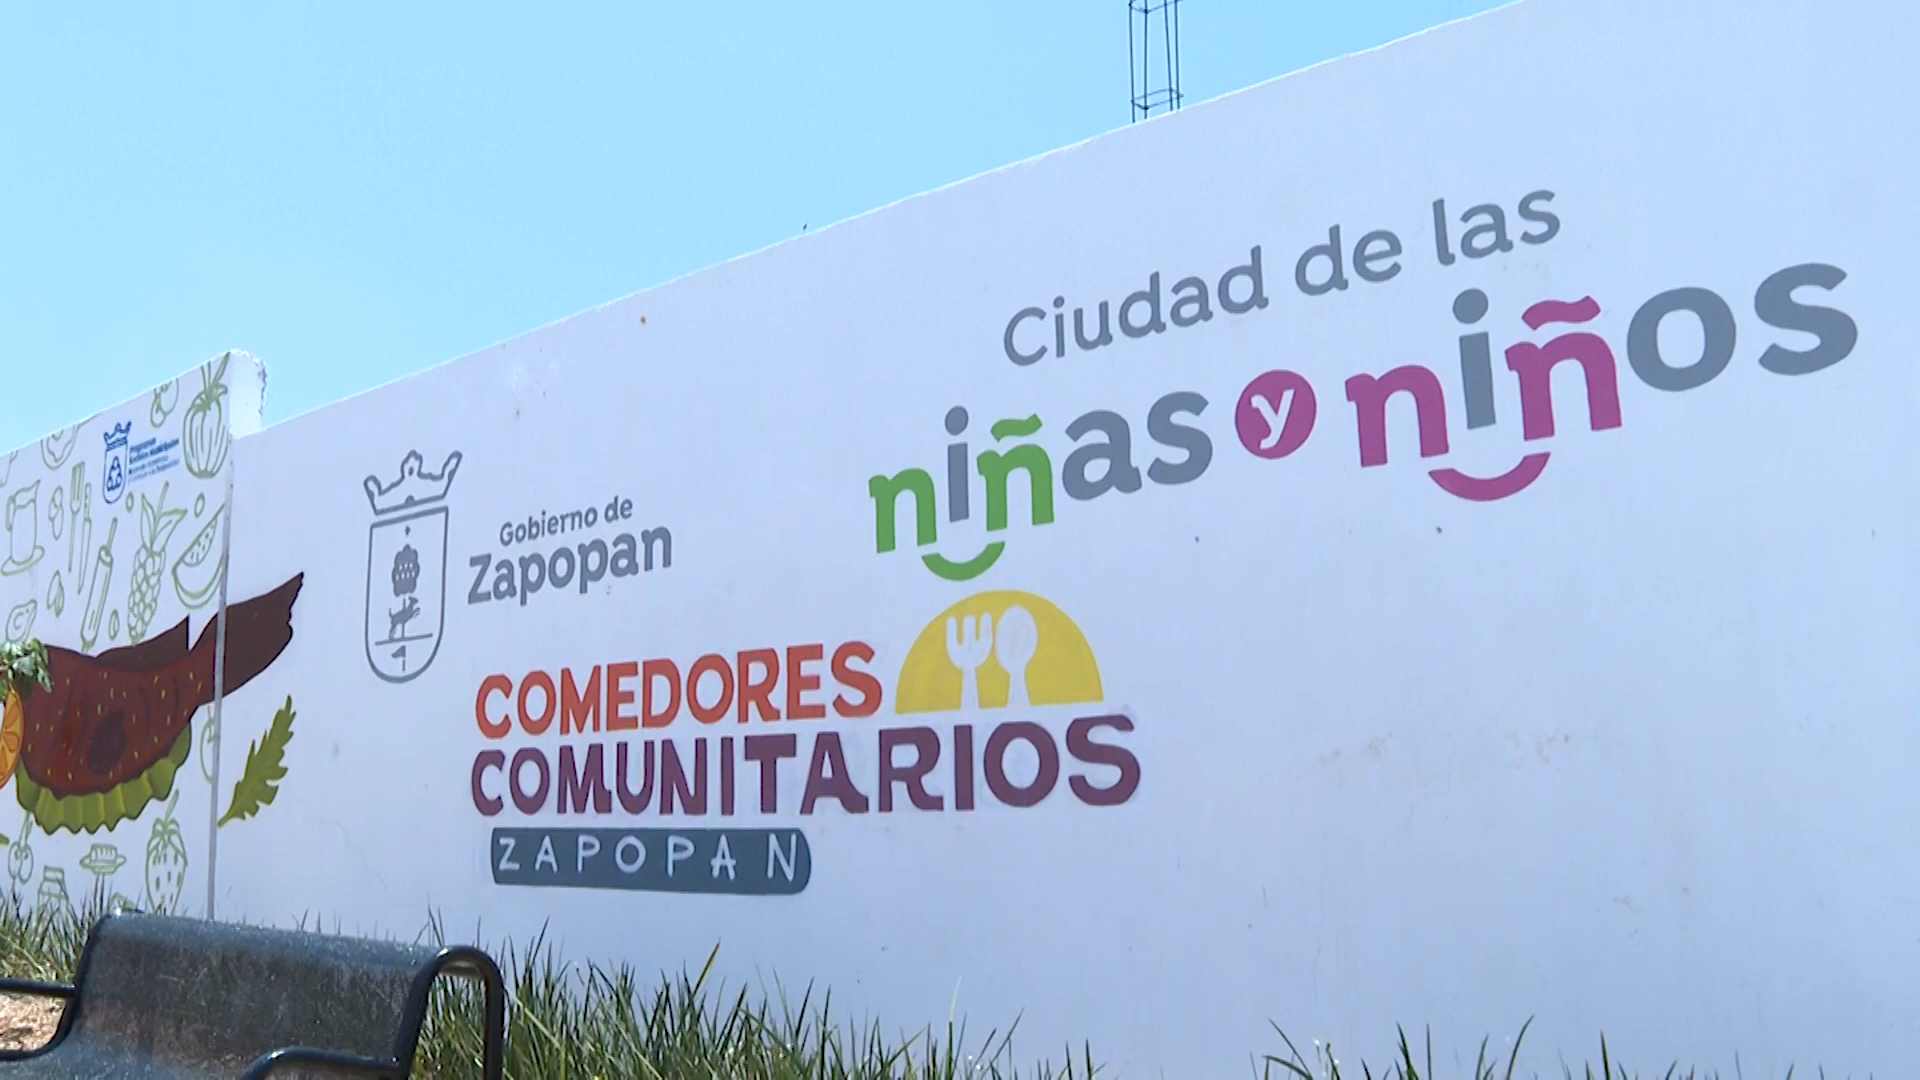 Gobierno de
Zapopan
Ciudad de las
niñas y niños
COMEDORES
COMUNITARIOS
ZAPOPAN